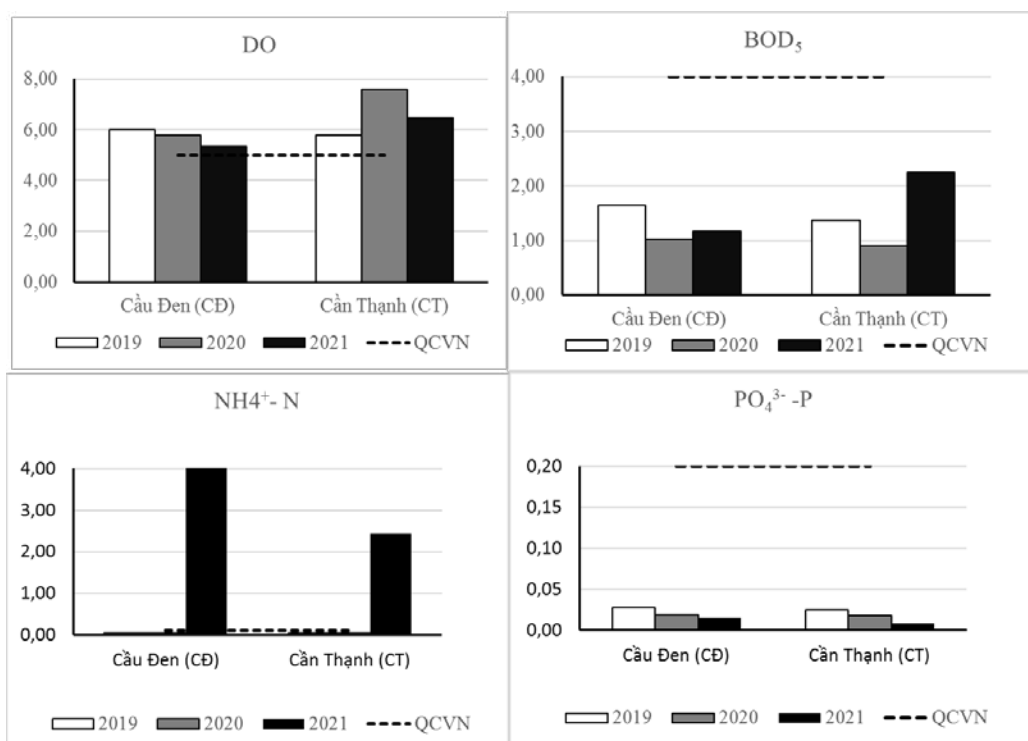 DO
8,00
6,00
4,00
2,00
0,00
Cầu Đen (CĐ) Cần Thạnh (CT)
2019 2020 2021 QCVN
BOD₅
4,00
3,00
2,00
1,00
0,00
Cầu Đen (CĐ) Cần Thạnh (CT)
2019 2020 2021 QCVN
NH4⁺- N
4,00
3,00
2,00
1,00
0,00
Cầu Đen (CĐ) Cần Thạnh (CT)
2019 2020 2021 QCVN
PO₄³⁻ -P
0,20
0,15
0,10
0,05
0,00
Cầu Đen (CĐ) Cần Thạnh (CT)
2019 2020 2021 QCVN